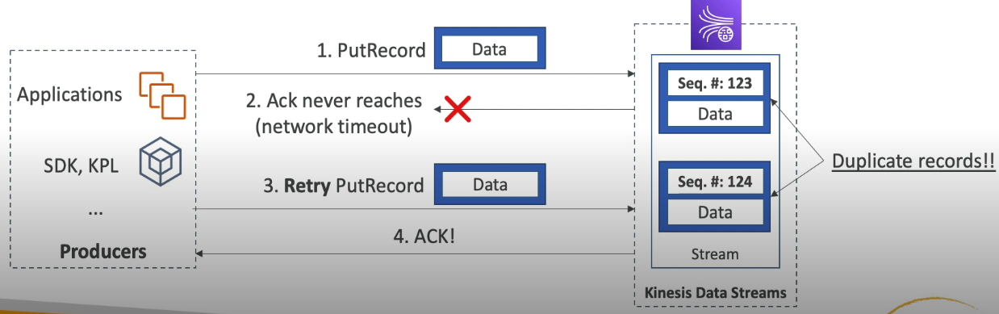 1. PutRecord
Data
Applications
2. Ack never reaches
(network timeout)
SDK, KPL
3. Retry PutRecord
Data
...
4. ACK!
Producers
Seq. #: 123
Data
Seq. #: 124
Data
Stream
Kinesis Data Streams
Duplicate records!!